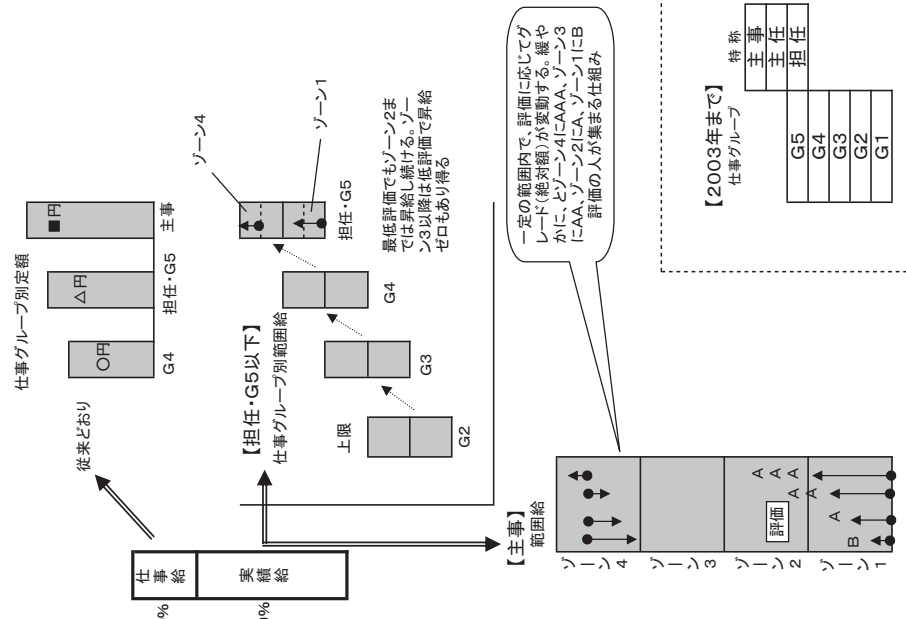 仕事グループ別定額
〇円
△円
■円
G4
担任・G5
主事
従来どおり
仕事給
実績給
0%
0%
【担任・G5以下】
仕事グループ別範囲給
上限
G2
G3
G4
担任・G5
ゾーン4
ゾーン1
最低評価でもゾーン2ま
では昇給し続ける。ゾー
ン3以降は低評価で昇給
ゼロもあり得る
【主事】
範囲給
ゾーン4
ゾーン3
ゾーン2
ゾーン1
評価
B
A
A A
A A A
一定の範囲内で、評価に応じてグ
レード(絶対額)が変動する。緩や
かに、とゾーン4にAAA、ゾーン3
にAA、ゾーン2にA、ゾーン1にB
評価の人が集まる仕組み
【2003年まで】
仕事グループ
特称
G5
G4
G3
G2
G1
主事
主任
担任